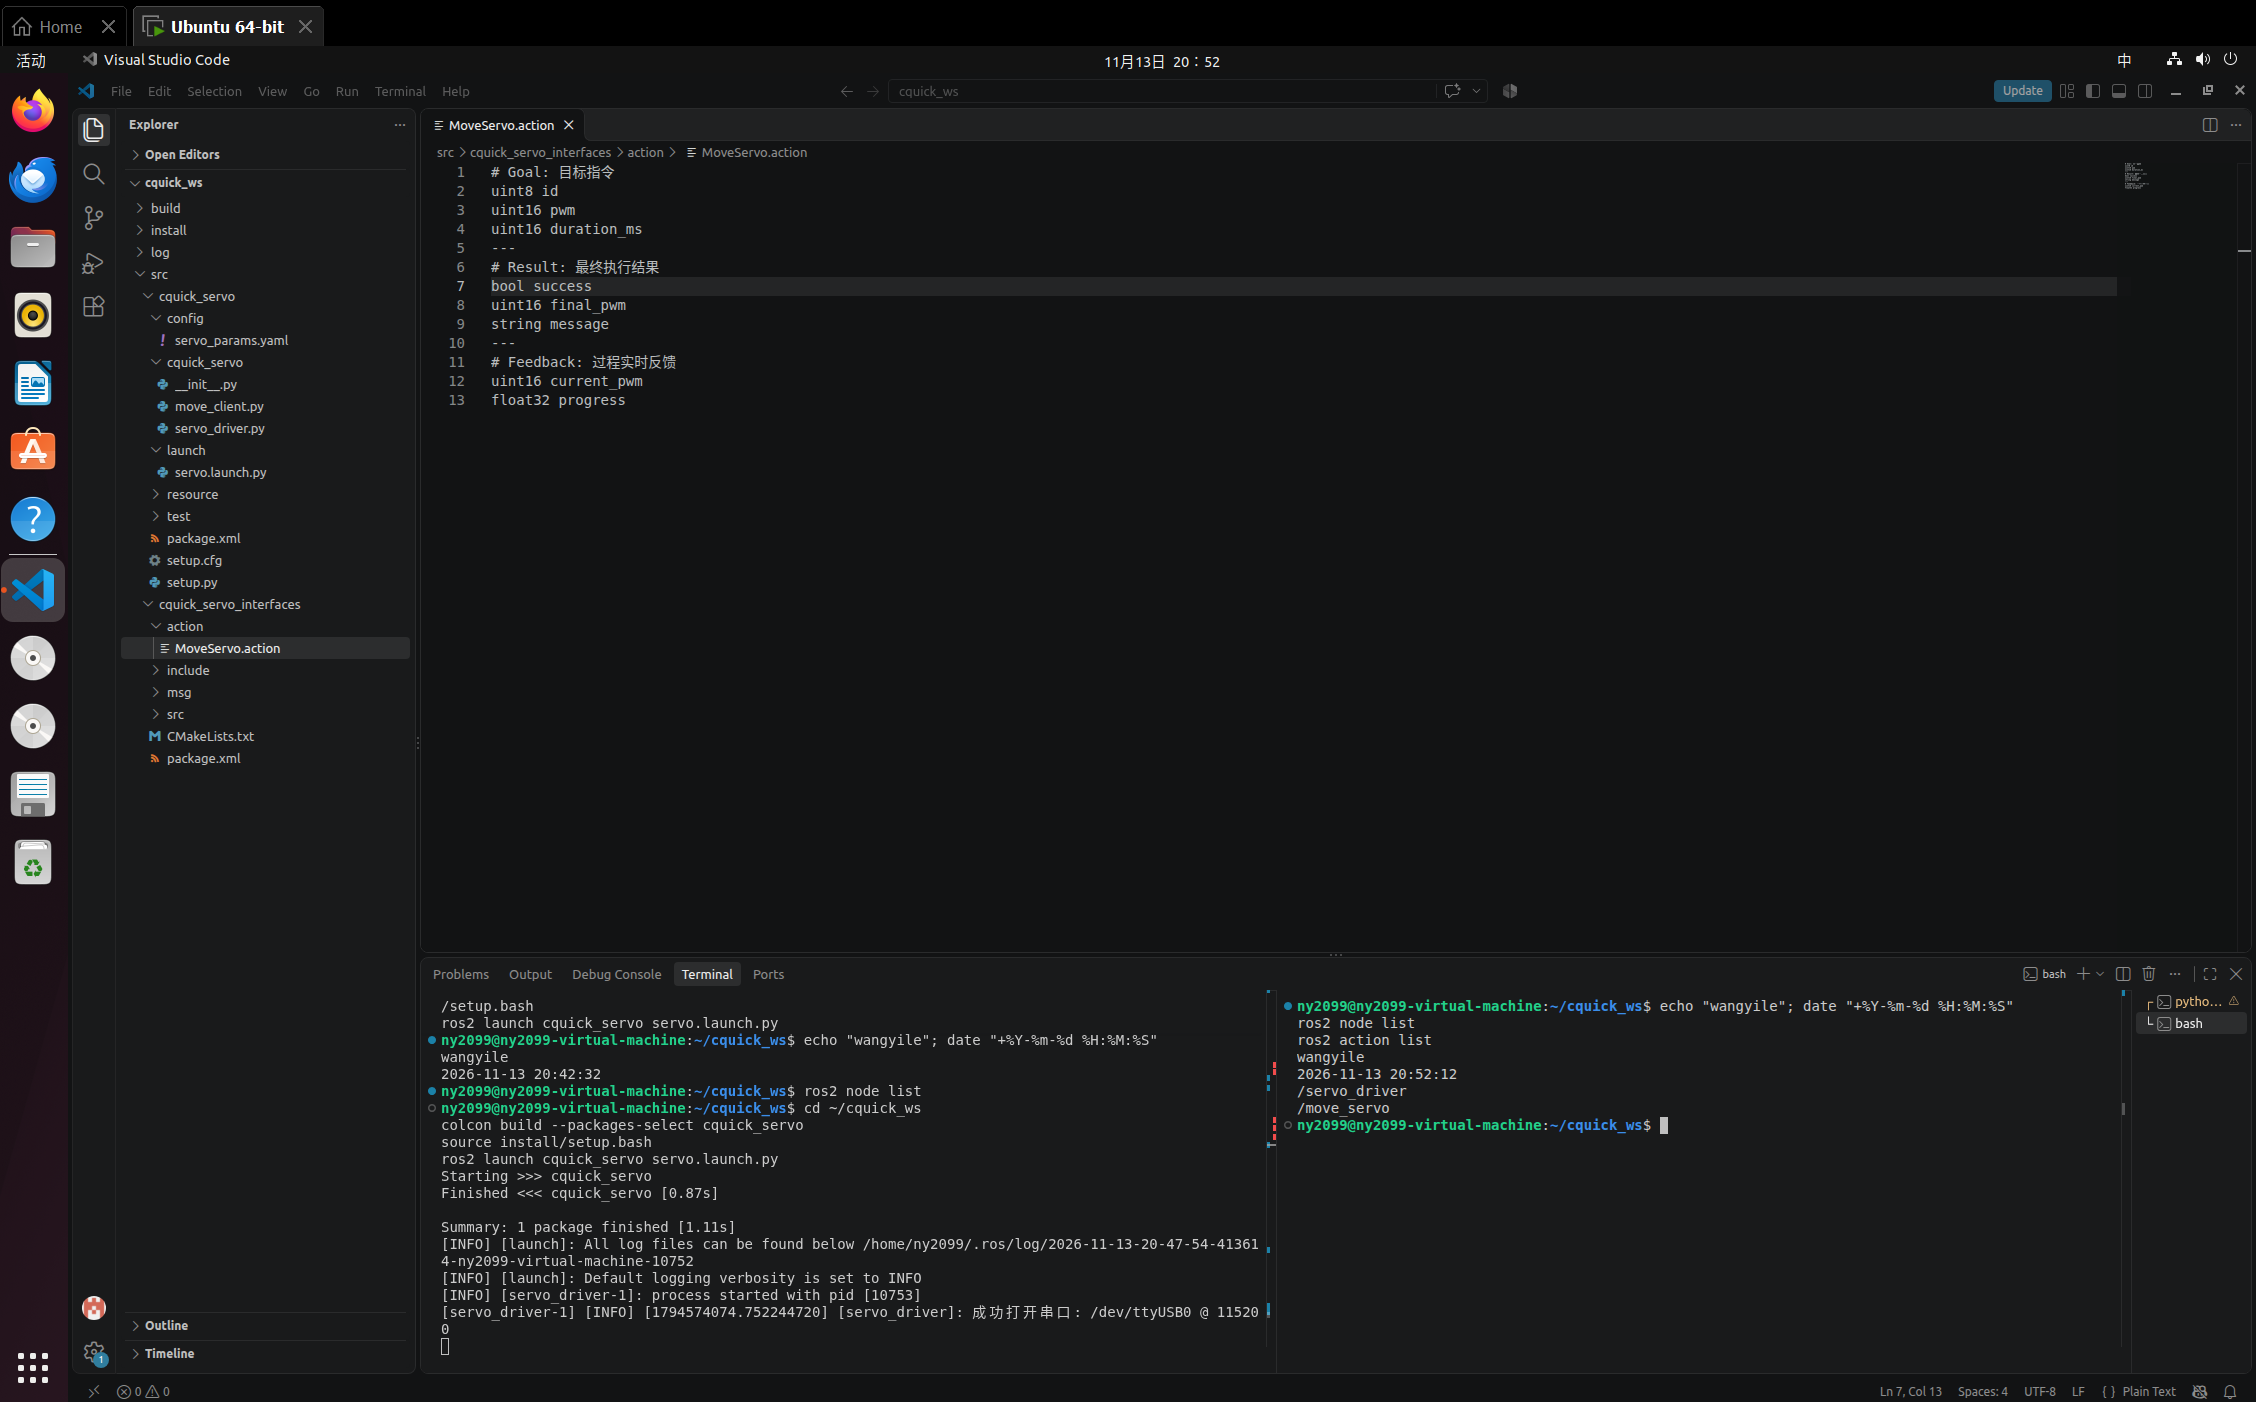 Home
Ubuntu 64-bit
活动
Visual Studio Code
11月13日 20：52
中
File Edit Selection View Go Run Terminal Help
cquick_ws
Update
Explorer
Open Editors
cquick_ws
build
install
log
src
cquick_servo
config
! servo_params.yaml
cquick_servo
__init__.py
move_client.py
servo_driver.py
launch
servo.launch.py
resource
test
package.xml
setup.cfg
setup.py
cquick_servo_interfaces
action
MoveServo.action
include
msg
src
CMakeLists.txt
package.xml
Outline
Timeline
MoveServo.action
src > cquick_servo_interfaces > action > MoveServo.action
1 # Goal: 目标指令
2 uint8 id
3 uint16 pwm
4 uint16 duration_ms
5 ---
6 # Result: 最终执行结果
7 bool success
8 uint16 final_pwm
9 string message
10 ---
11 # Feedback: 过程实时反馈
12 uint16 current_pwm
13 float32 progress
Problems Output Debug Console Terminal Ports
bash
/setup.bash
ros2 launch cquick_servo servo.launch.py
ny2099@ny2099-virtual-machine:~/cquick_ws$ echo "wangyile"; date "+%Y-%m-%d %H:%M:%S"
wangyile
2026-11-13 20:42:32
ny2099@ny2099-virtual-machine:~/cquick_ws$ ros2 node list
ny2099@ny2099-virtual-machine:~/cquick_ws$ cd ~/cquick_ws
colcon build --packages-select cquick_servo
source install/setup.bash
ros2 launch cquick_servo servo.launch.py
Starting >>> cquick_servo
Finished <<< cquick_servo [0.87s]
Summary: 1 package finished [1.11s]
[INFO] [launch]: All log files can be found below /home/ny2099/.ros/log/2026-11-13-20-47-54-41361
4-ny2099-virtual-machine-10752
[INFO] [launch]: Default logging verbosity is set to INFO
[INFO] [servo_driver-1]: process started with pid [10753]
[servo_driver-1] [INFO] [1794574074.752244720] [servo_driver]: 成功打开串口: /dev/ttyUSB0 @ 11520
0
ny2099@ny2099-virtual-machine:~/cquick_ws$ echo "wangyile"; date "+%Y-%m-%d %H:%M:%S"
ros2 node list
ros2 action list
wangyile
2026-11-13 20:52:12
/servo_driver
/move_servo
ny2099@ny2099-virtual-machine:~/cquick_ws$
pytho...
bash
1
0 0
Ln 7, Col 13 Spaces: 4 UTF-8 LF { } Plain Text